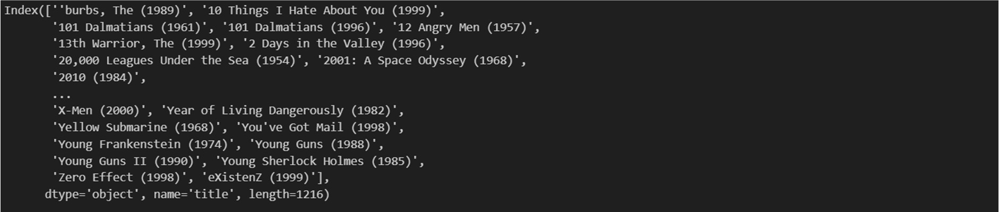 Index([''burbs, The (1989)', '10 Things I Hate About You (1999)',
'101 Dalmatians (1961)', '101 Dalmatians (1996)', '12 Angry Men (1957)',
'13th Warrior, The (1999)', '2 Days in the Valley (1996)',
'20,000 Leagues Under the Sea (1954)', '2001: A Space Odyssey (1968)',
'2010 (1984)',
...
'X-Men (2000)', 'Year of Living Dangerously (1982)',
'Yellow Submarine (1968)', 'You've Got Mail (1998)',
'Young Frankenstein (1974)', 'Young Guns (1988)',
'Young Guns II (1990)', 'Young Sherlock Holmes (1985)',
'Zero Effect (1998)', 'eXistenZ (1999)'],
dtype='object', name='title', length=1216)